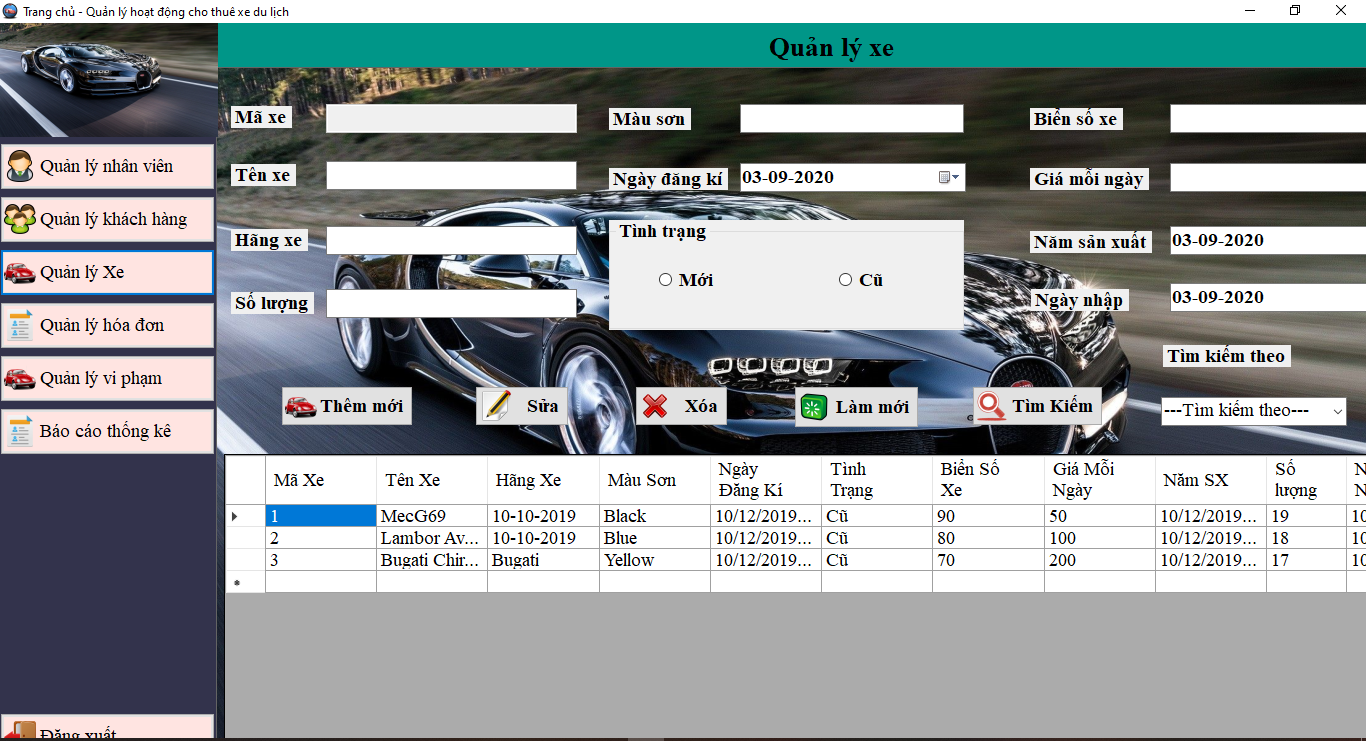 Trang chủ - Quản lý hoạt động cho thuê xe du lịch
Quản lý xe
Mã xe
Màu sơn
Biển số xe
Quản lý nhân viên
Tên xe
Ngày đăng kí
03-09-2020
Giá mỗi ngày
Quản lý khách hàng
Hãng xe
Tình trạng
Năm sản xuất
03-09-2020
Quản lý Xe
Mới
Cũ
Số lượng
Ngày nhập
03-09-2020
Quản lý hóa đơn
Tìm kiếm theo
Quản lý vi phạm
Thêm mới
Sửa
Xóa
Làm mới
Tìm Kiếm
---Tìm kiếm theo---
Báo cáo thống kê
Mã Xe Tên Xe Hãng Xe Màu Sơn Ngày Đăng Kí Tình Trạng Biển Số Xe Giá Mỗi Ngày Năm SX Số lượng N N
1 MecG69 10-10-2019 Black 10/12/2019... Cũ 90 50 10/12/2019... 19 10
2 Lambor Av... 10-10-2019 Blue 10/12/2019... Cũ 80 100 10/12/2019... 18 10
3 Bugati Chir... Bugati Yellow 10/12/2019... Cũ 70 200 10/12/2019... 17 10
Đăng xuất